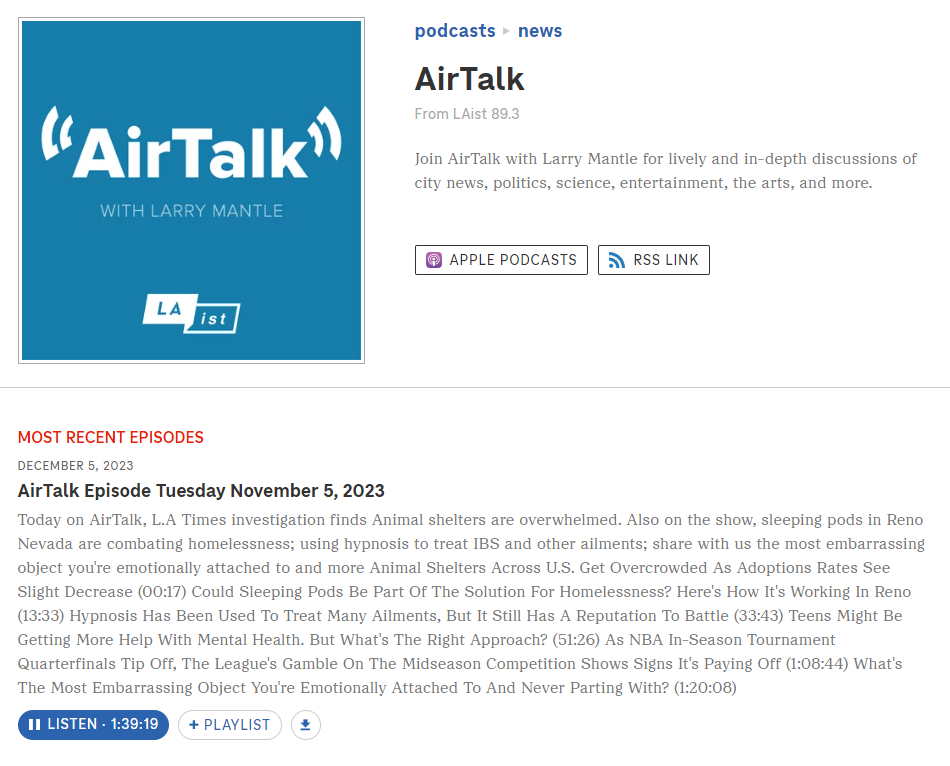 AirTalk
WITH LARRY MANTLE
LA
ist
podcasts ▸ news
AirTalk
From LAist 89.3
Join AirTalk with Larry Mantle for lively and in-depth discussions of
city news, politics, science, entertainment, the arts, and more.
APPLE PODCASTS
RSS LINK
MOST RECENT EPISODES
DECEMBER 5, 2023
AirTalk Episode Tuesday November 5, 2023
Today on AirTalk, L.A Times investigation finds Animal shelters are overwhelmed. Also on the show, sleeping pods in Reno
Nevada are combating homelessness; using hypnosis to treat IBS and other ailments; share with us the most embarrassing
object you're emotionally attached to and more Animal Shelters Across U.S. Get Overcrowded As Adoptions Rates See
Slight Decrease (00:17) Could Sleeping Pods Be Part Of The Solution For Homelessness? Here's How It's Working In Reno
(13:33) Hypnosis Has Been Used To Treat Many Ailments, But It Still Has A Reputation To Battle (33:43) Teens Might Be
Getting More Help With Mental Health. But What's The Right Approach? (51:26) As NBA In-Season Tournament
Quarterfinals Tip Off, The League's Gamble On The Midseason Competition Shows Signs It's Paying Off (1:08:44) What's
The Most Embarrassing Object You're Emotionally Attached To And Never Parting With? (1:20:08)
LISTEN · 1:39:19
+ PLAYLIST